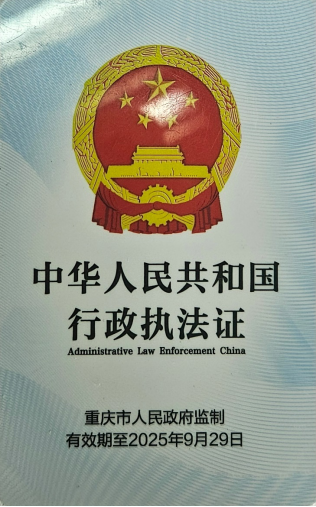 中华人民共和国
行政执法证
Administrative Law Enforcement China
重庆市人民政府监制
有效期至2025年9月29日